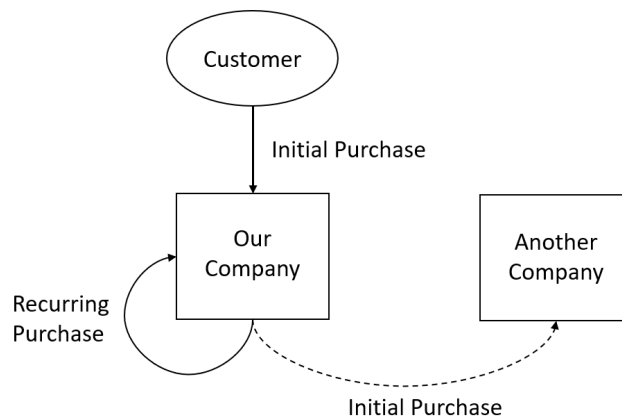 Customer
Initial Purchase
Our
Company
Another
Company
Recurring
Purchase
Initial Purchase